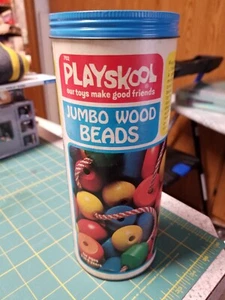 PLAYSKOOL
our toys make good friends
JUMBO WOOD
BEADS